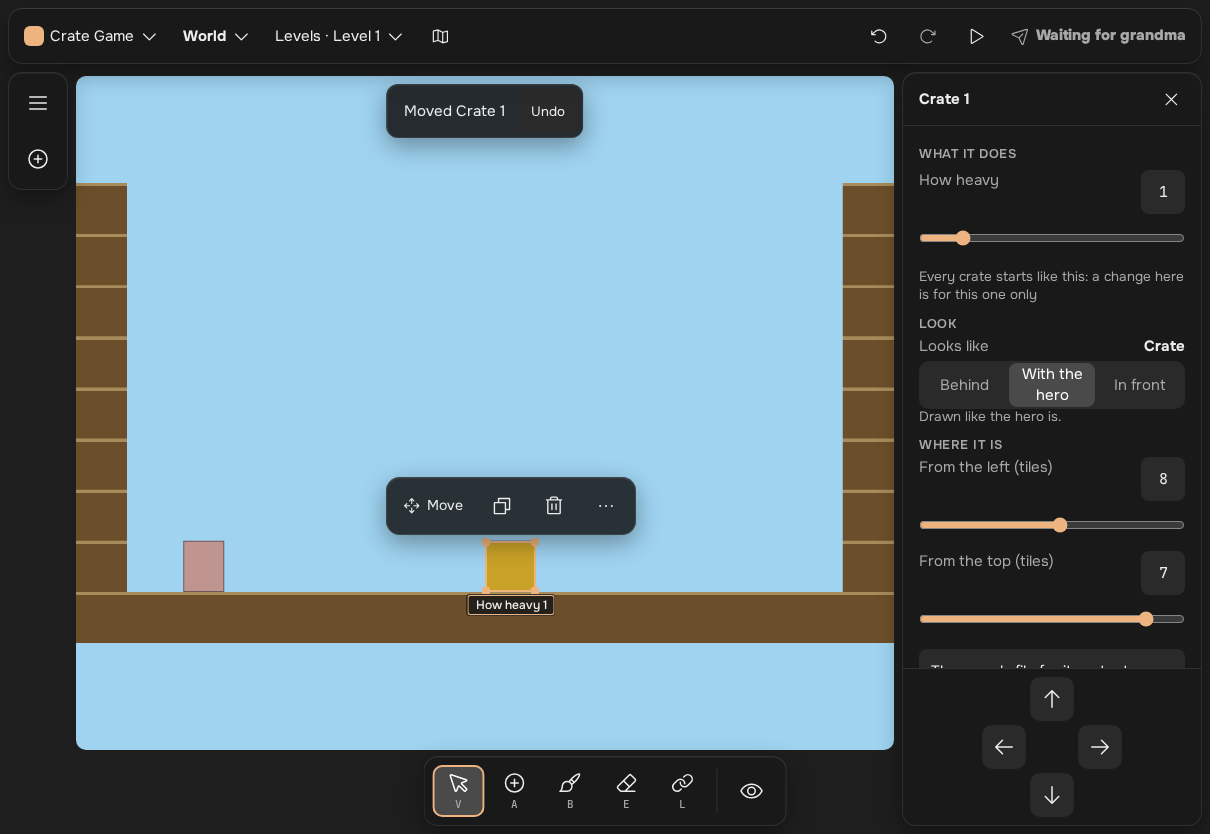 Crate Game
World
Levels · Level 1
Waiting for grandma
Moved Crate 1
Undo
Crate 1
WHAT IT DOES
How heavy
1
Every crate starts like this: a change here
is for this one only
LOOK
Looks like
Crate
Behind
With the
hero
In front
Drawn like the hero is.
WHERE IT IS
From the left (tiles)
8
From the top (tiles)
7
Move
How heavy 1
V
A
B
E
L